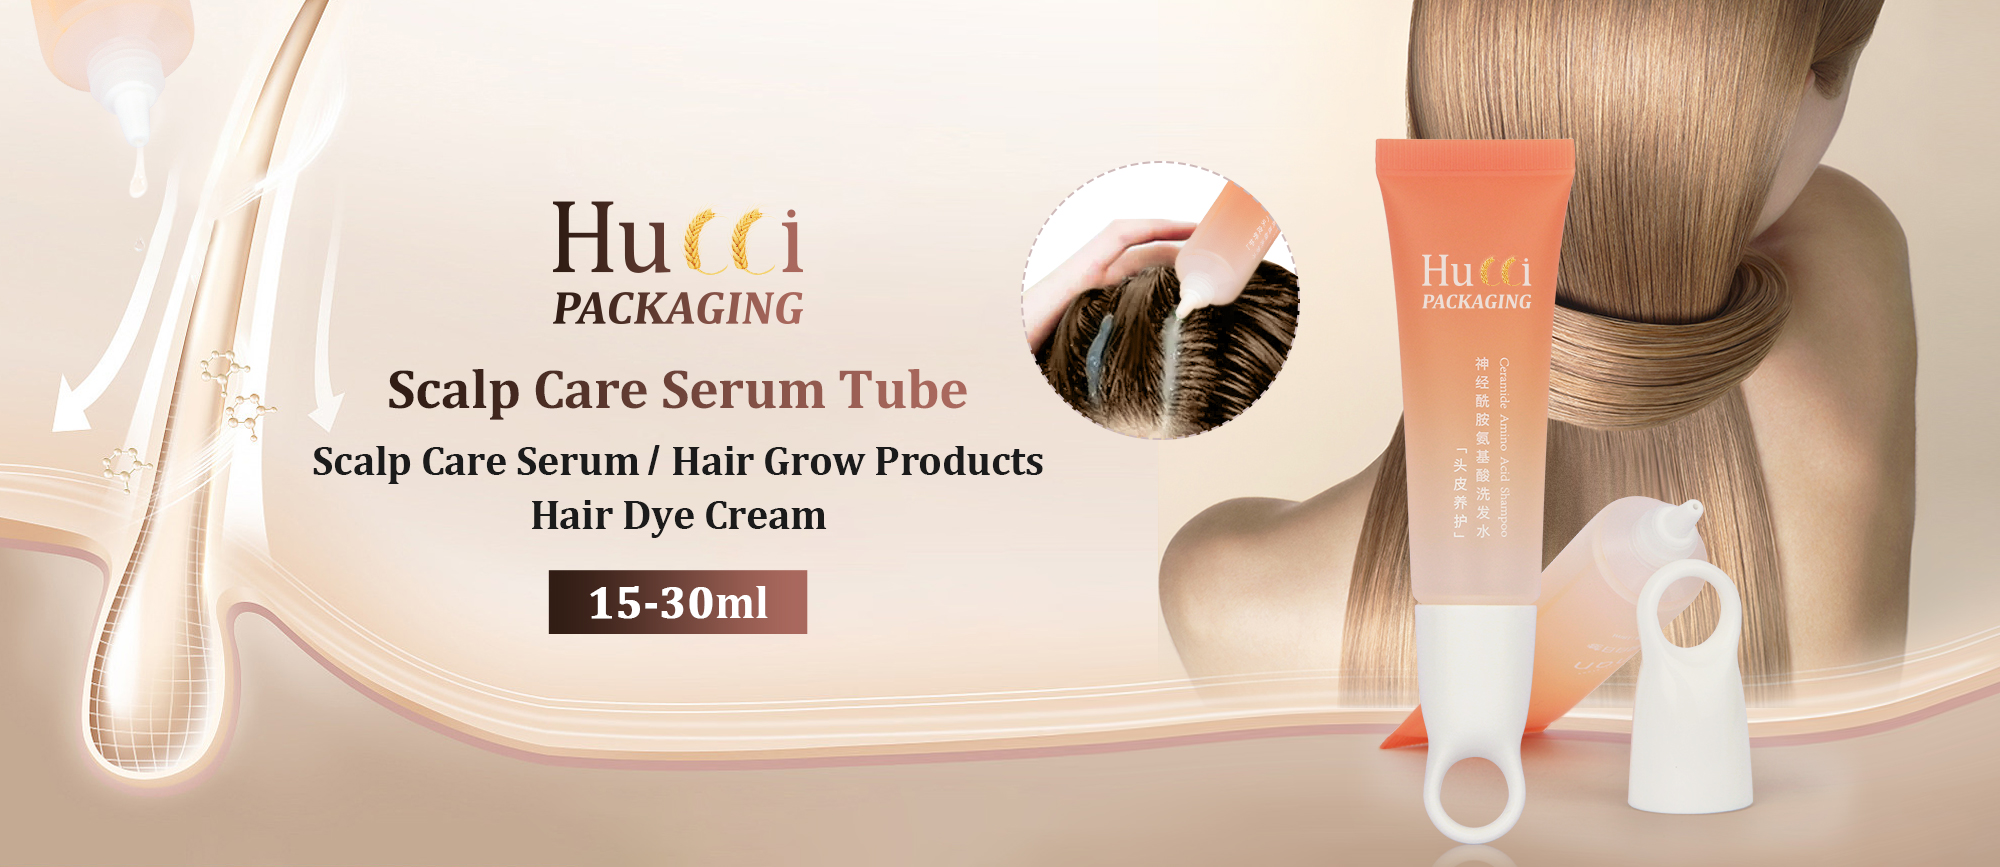 Hucci
PACKAGING
Scalp Care Serum Tube
Scalp Care Serum / Hair Grow Products
Hair Dye Cream
15-30ml
Hucci
PACKAGING
Ceramide Amino Acid Shampoo
神经酰胺氨基酸洗发水
「头皮养护」